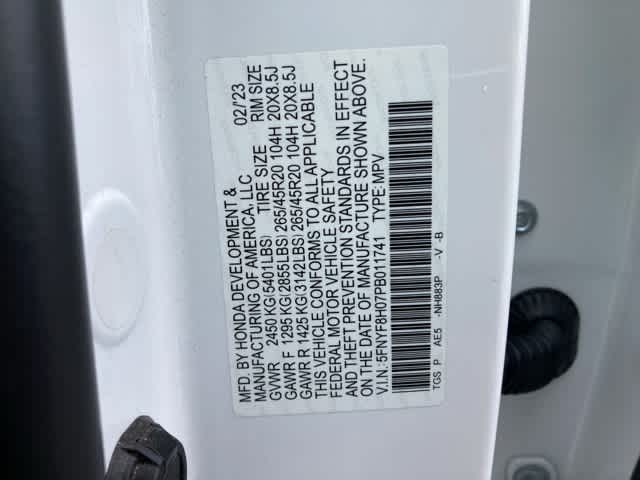 MFD. BY HONDA DEVELOPMENT & 02/'23
MANUFACTURING OF AMERICA, LLC
GVWR 2450 KG(5401LBS) TIRE SIZE RIM SIZE
GAWR F 1295 KG(2855LBS) 265/45R20 104H 20X8.5J
GAWR R 1425 KG(3142LBS) 265/45R20 104H 20X8.5J
THIS VEHICLE CONFORMS TO ALL APPLICABLE
FEDERAL MOTOR VEHICLE SAFETY
AND THEFT PREVENTION STANDARDS IN EFFECT
ON THE DATE OF MANUFACTURE SHOWN ABOVE.
V.I.N: 5FNYF8H07PB011741 TYPE: MPV
TGS P AE5 -NH883P -V -B